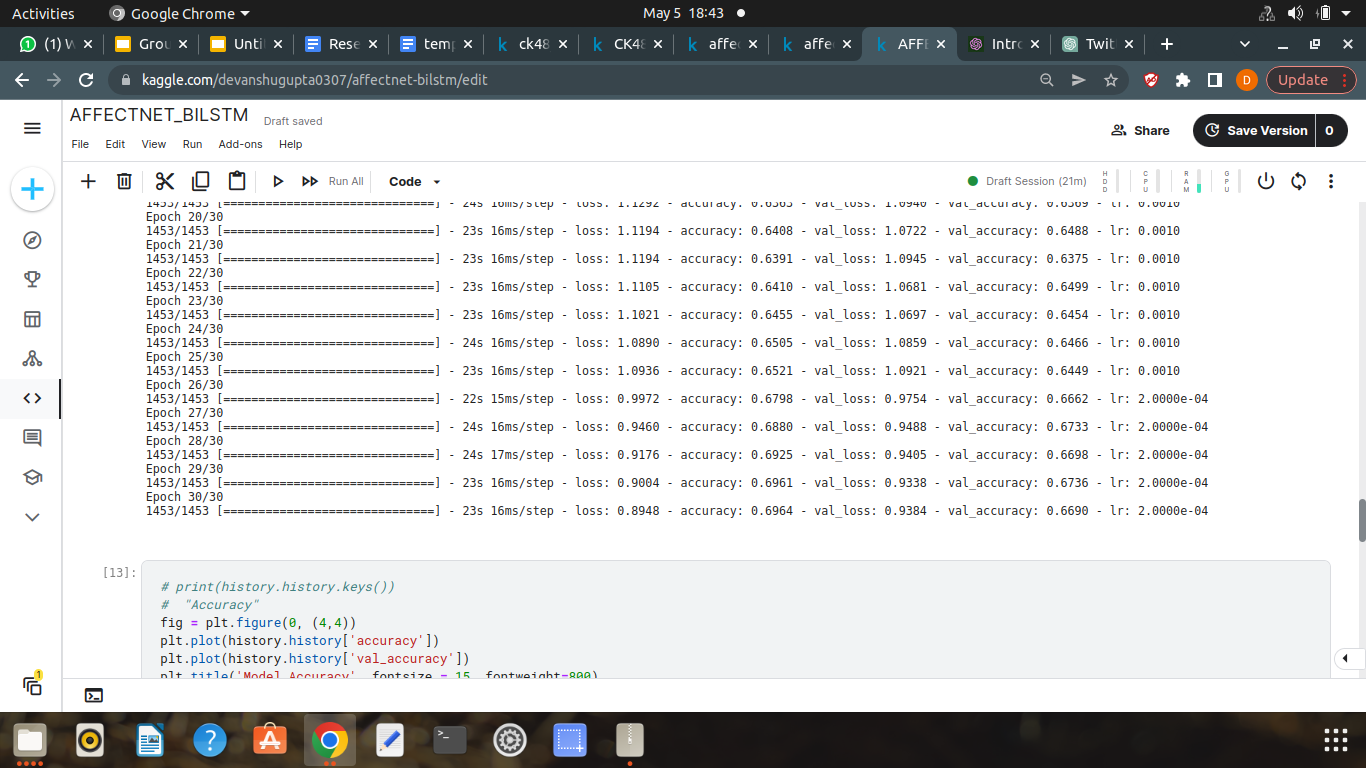 Activities
Google Chrome
May 5 18:43
(1) W
Grou
Unti
Rese
temp
ck48
CK48
affec
affec
AFFE
Intro
Twit
kaggle.com/devanshugupta0307/affectnet-bilstm/edit
D
Update
AFFECTNET_BILSTM
Draft saved
File Edit View Run Add-ons Help
Share
Save Version 0
Run All
Code
Draft Session (21m)
HDD
CPU
RAM
GPU
1453/1453 [==============================] - 24s 16ms/step - loss: 1.1292 - accuracy: 0.6363 - val_loss: 1.0940 - val_accuracy: 0.6369 - lr: 0.0010
Epoch 20/30
1453/1453 [==============================] - 23s 16ms/step - loss: 1.1194 - accuracy: 0.6408 - val_loss: 1.0722 - val_accuracy: 0.6488 - lr: 0.0010
Epoch 21/30
1453/1453 [==============================] - 23s 16ms/step - loss: 1.1194 - accuracy: 0.6391 - val_loss: 1.0945 - val_accuracy: 0.6375 - lr: 0.0010
Epoch 22/30
1453/1453 [==============================] - 23s 16ms/step - loss: 1.1105 - accuracy: 0.6410 - val_loss: 1.0681 - val_accuracy: 0.6499 - lr: 0.0010
Epoch 23/30
1453/1453 [==============================] - 23s 16ms/step - loss: 1.1021 - accuracy: 0.6455 - val_loss: 1.0697 - val_accuracy: 0.6454 - lr: 0.0010
Epoch 24/30
1453/1453 [==============================] - 24s 16ms/step - loss: 1.0890 - accuracy: 0.6505 - val_loss: 1.0859 - val_accuracy: 0.6466 - lr: 0.0010
Epoch 25/30
1453/1453 [==============================] - 23s 16ms/step - loss: 1.0936 - accuracy: 0.6521 - val_loss: 1.0921 - val_accuracy: 0.6449 - lr: 0.0010
Epoch 26/30
1453/1453 [==============================] - 22s 15ms/step - loss: 0.9972 - accuracy: 0.6798 - val_loss: 0.9754 - val_accuracy: 0.6662 - lr: 2.0000e-04
Epoch 27/30
1453/1453 [==============================] - 24s 16ms/step - loss: 0.9460 - accuracy: 0.6880 - val_loss: 0.9488 - val_accuracy: 0.6733 - lr: 2.0000e-04
Epoch 28/30
1453/1453 [==============================] - 24s 17ms/step - loss: 0.9176 - accuracy: 0.6925 - val_loss: 0.9405 - val_accuracy: 0.6698 - lr: 2.0000e-04
Epoch 29/30
1453/1453 [==============================] - 23s 16ms/step - loss: 0.9004 - accuracy: 0.6961 - val_loss: 0.9338 - val_accuracy: 0.6736 - lr: 2.0000e-04
Epoch 30/30
1453/1453 [==============================] - 23s 16ms/step - loss: 0.8948 - accuracy: 0.6964 - val_loss: 0.9384 - val_accuracy: 0.6690 - lr: 2.0000e-04
[13]:
# print(history.history.keys())
# "Accuracy"
fig = plt.figure(0, (4,4))
plt.plot(history.history['accuracy'])
plt.plot(history.history['val_accuracy'])
plt.title('Model Accuracy', fontsize = 15, fontweight=800)
1